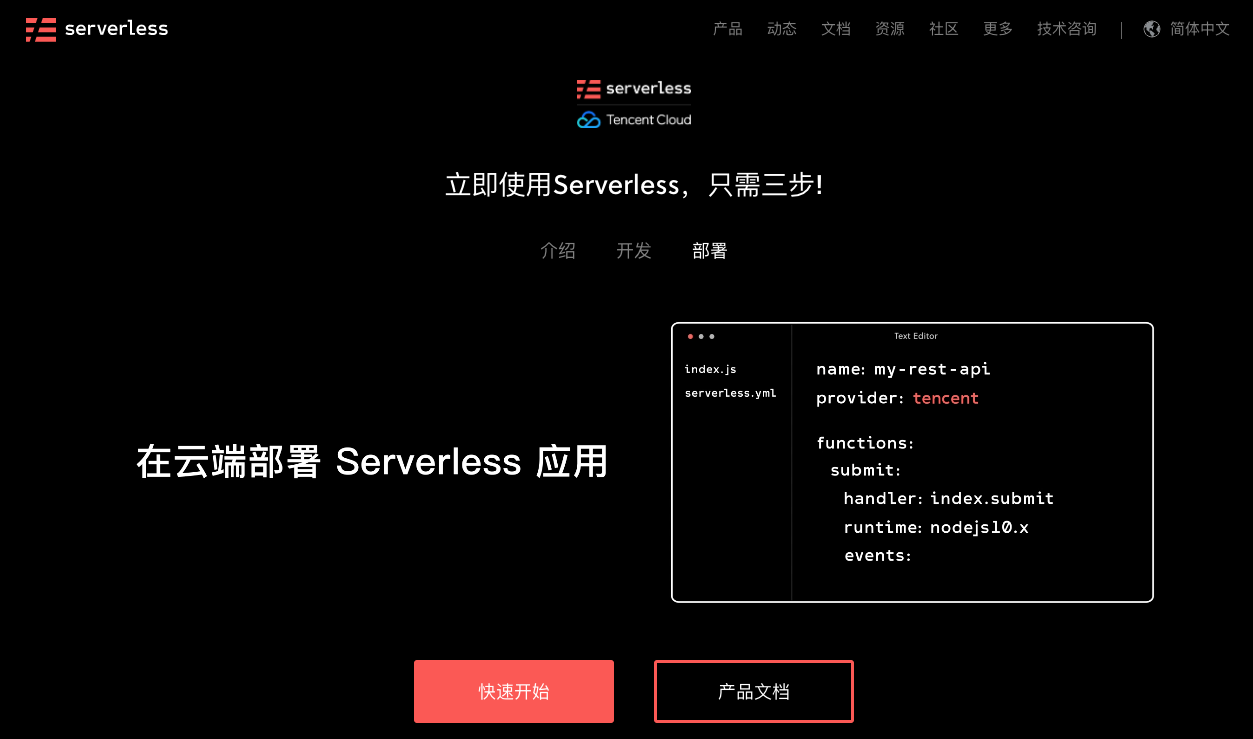 serverless 产品 动态 文档 资源 社区 更多 技术咨询 | 简体中文
serverless
Tencent Cloud
立即使用Serverless，只需三步!
介绍 开发 部署
在云端部署 Serverless 应用
Text Editor
index.js
serverless.yml
name: my-rest-api
provider: tencent
functions:
submit:
handler: index.submit
runtime: nodejs10.x
events:
快速开始 产品文档